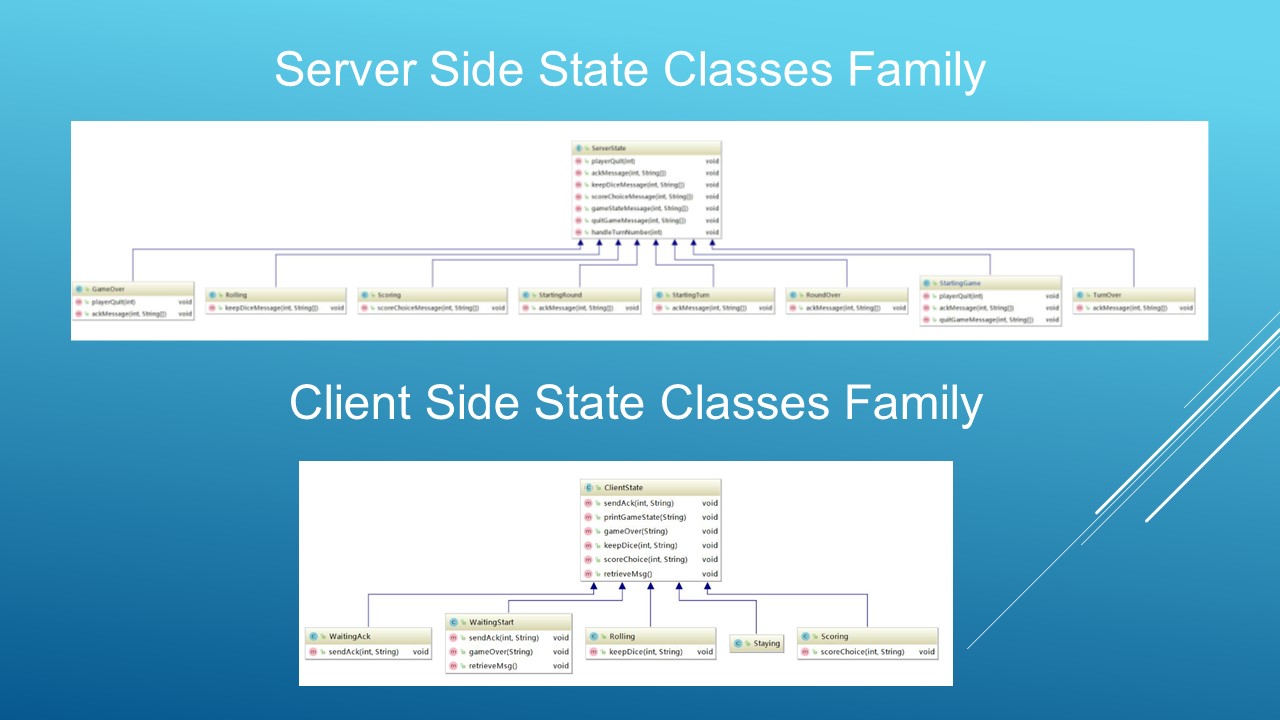 Server Side State Classes Family
ServerState
playerQuit(int) void
ackMessage(int, String[]) void
keepDiceMessage(int, String[]) void
scoreChoiceMessage(int, String[]) void
gameStateMessage(int, String[]) void
quitGameMessage(int, String[]) void
handleTurnNumber(int) void
GameOver
playerQuit(int) void
ackMessage(int, String[]) void
Rolling
keepDiceMessage(int, String[]) void
Scoring
scoreChoiceMessage(int, String[]) void
StartingRound
ackMessage(int, String[]) void
StartingTurn
ackMessage(int, String[]) void
RoundOver
ackMessage(int, String[]) void
StartingGame
playerQuit(int) void
ackMessage(int, String[]) void
quitGameMessage(int, String[]) void
TurnOver
ackMessage(int, String[]) void
Client Side State Classes Family
ClientState
sendAck(int, String) void
printGameState(String) void
gameOver(String) void
keepDice(int, String) void
scoreChoice(int, String) void
retrieveMsg() void
WaitingAck
sendAck(int, String) void
WaitingStart
sendAck(int, String) void
gameOver(String) void
retrieveMsg() void
Rolling
keepDice(int, String) void
Staying
Scoring
scoreChoice(int, String) void